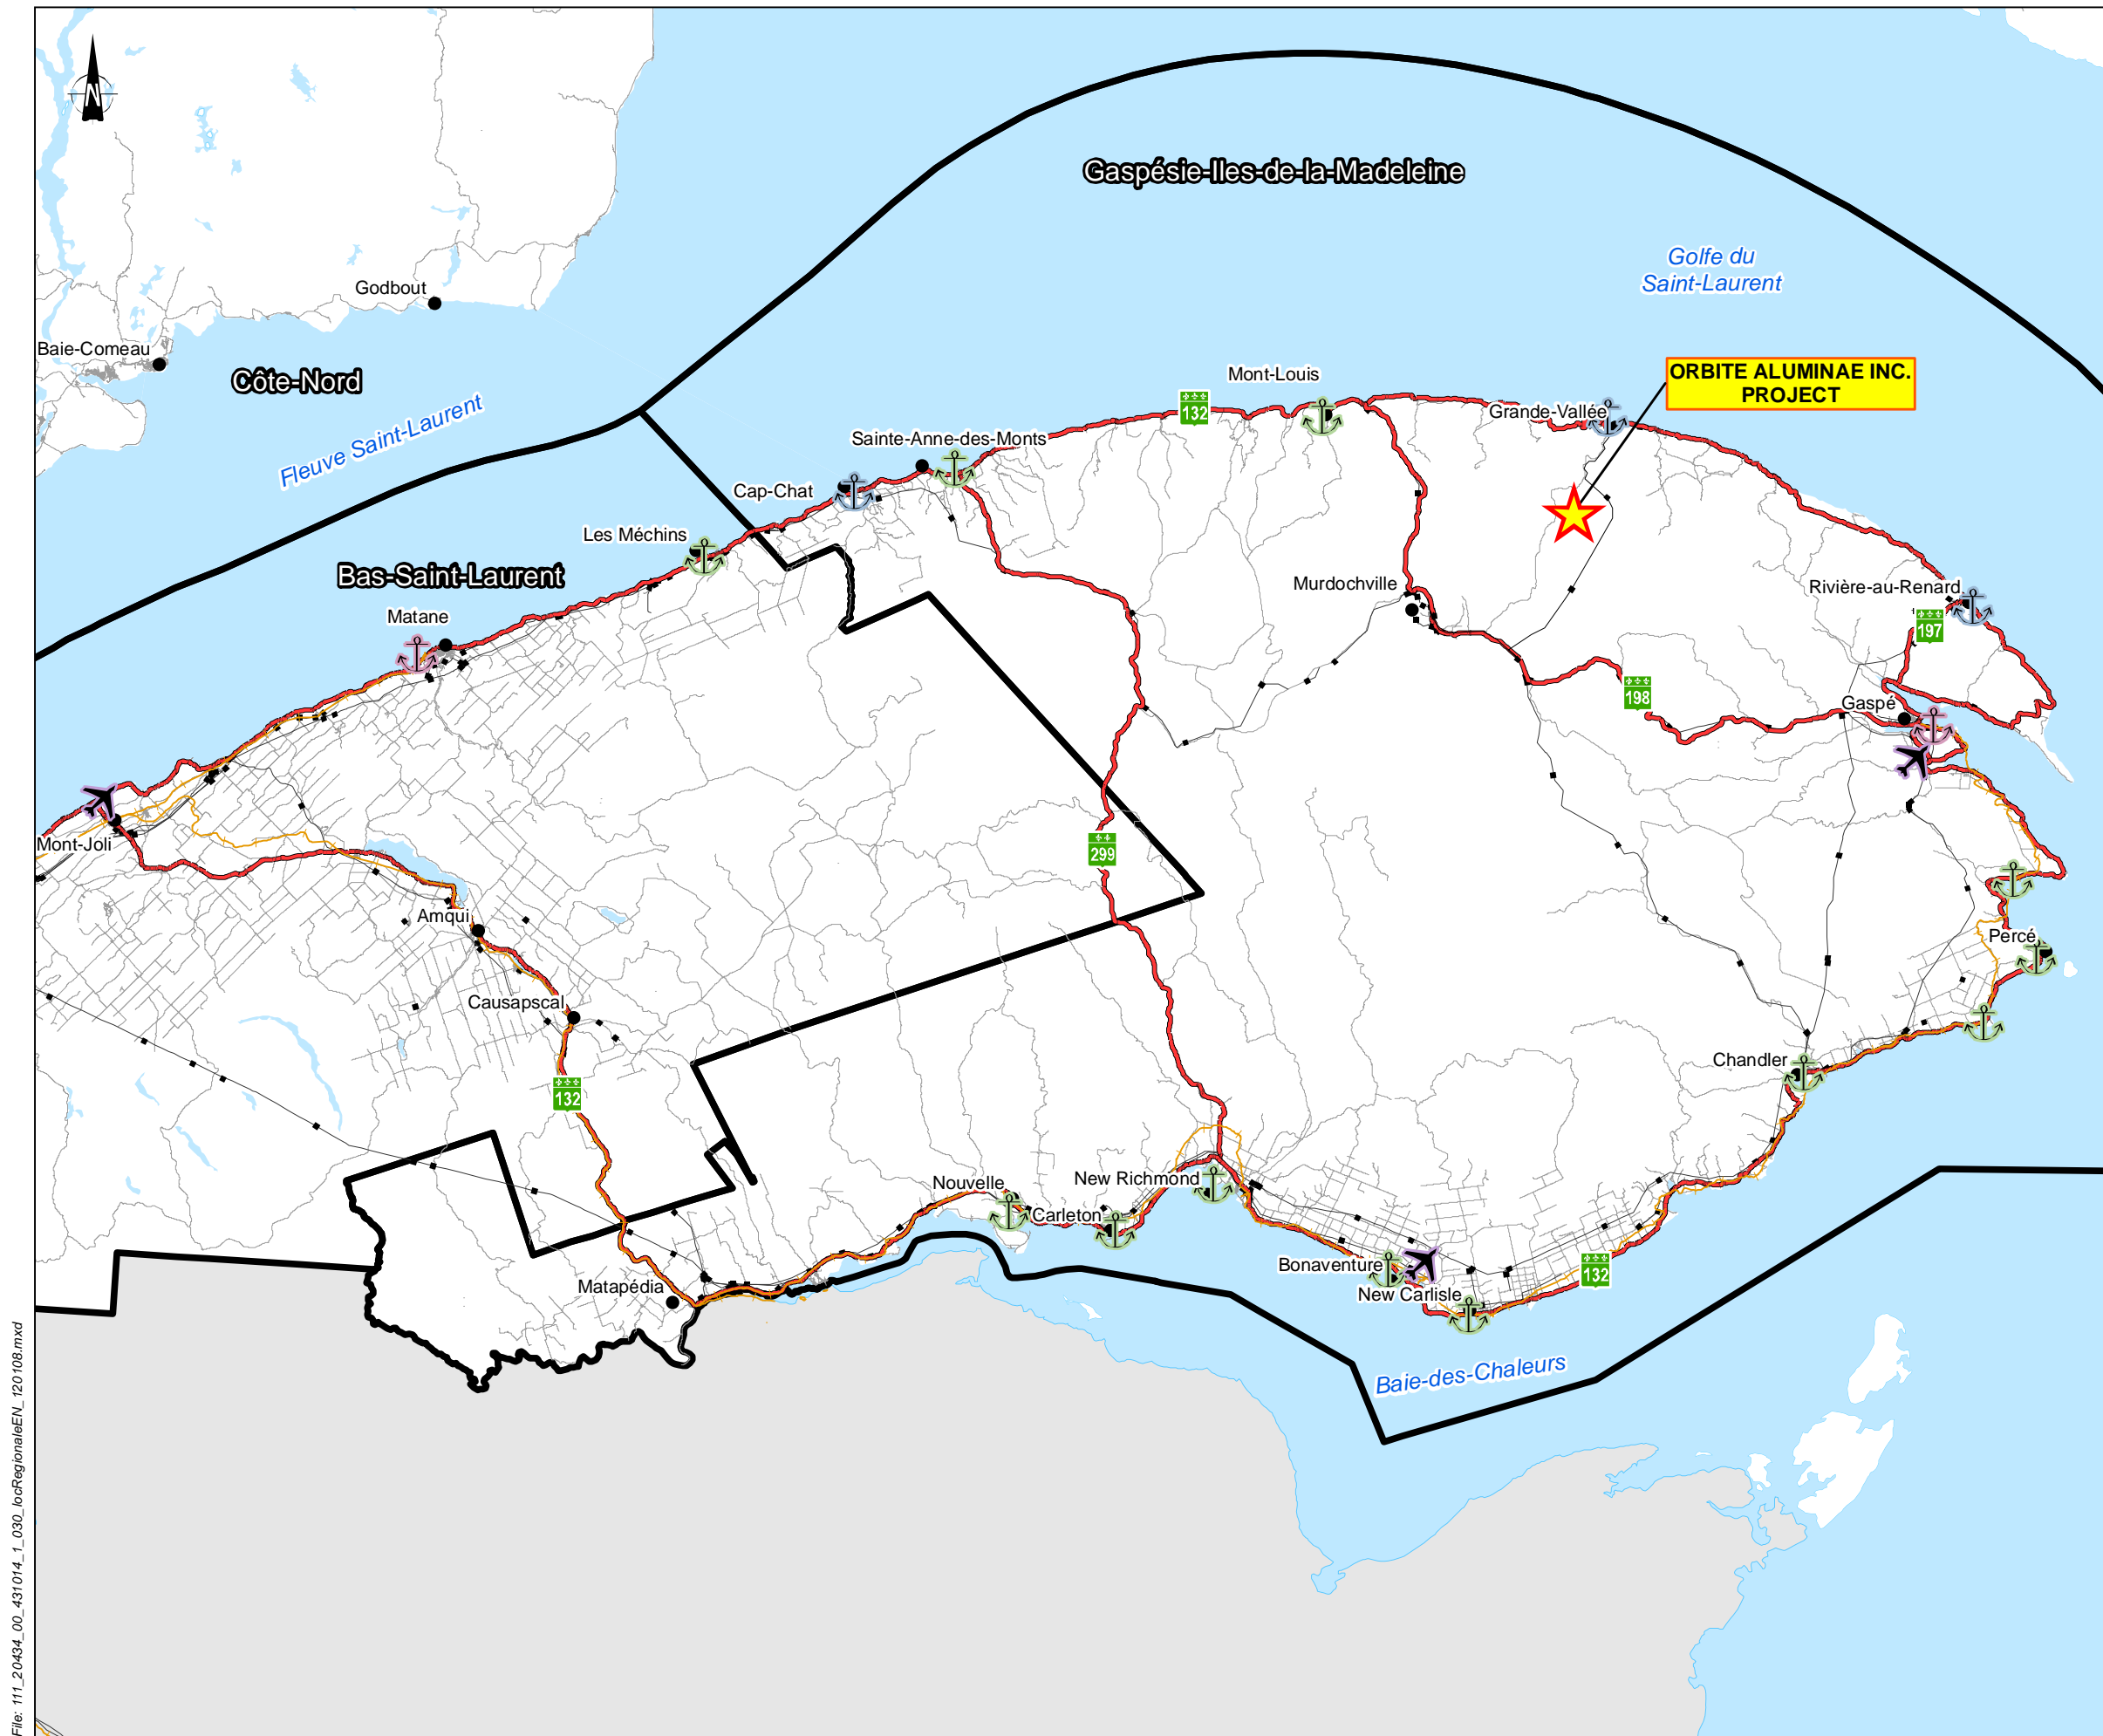 N
Gaspésie-Iles-de-la-Madeleine
Golfe du
Saint-Laurent
Godbout
Baie-Comeau
Côte-Nord
Fleuve Saint-Laurent
ORBITE ALUMINAE INC.
PROJECT
Mont-Louis
132
Grande-Vallée
Sainte-Anne-des-Monts
Cap-Chat
Les Méchins
Bas-Saint-Laurent
Matane
Murdochville
Rivière-au-Renard
197
198
Gaspé
Mont-Joli
299
Amqui
Percé
Causapscal
Chandler
132
Nouvelle
New Richmond
Carleton
Bonaventure
132
Matapédia
New Carlisle
Baie-des-Chaleurs
File: 111_20434_00_431014_1_030_locRegionaleEN_120108.mxd